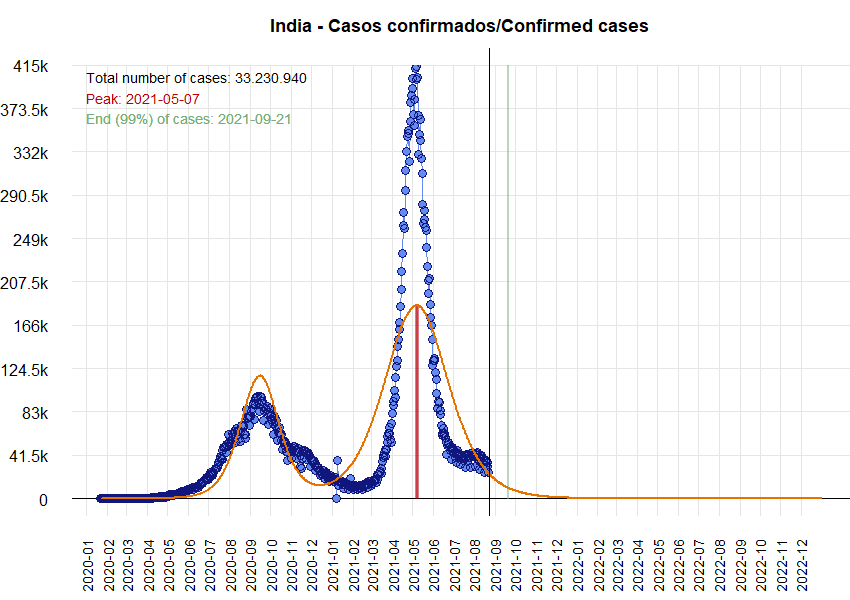 India - Casos confirmados/Confirmed cases
Total number of cases: 33.230.940
Peak: 2021-05-07
End (99%) of cases: 2021-09-21
415k
373.5k
332k
290.5k
249k
207.5k
166k
124.5k
83k
41.5k
0
2020-01
2020-02
2020-03
2020-04
2020-05
2020-06
2020-07
2020-08
2020-09
2020-10
2020-11
2020-12
2021-01
2021-02
2021-03
2021-04
2021-05
2021-06
2021-07
2021-08
2021-09
2021-10
2021-11
2021-12
2022-01
2022-02
2022-03
2022-04
2022-05
2022-06
2022-07
2022-08
2022-09
2022-10
2022-11
2022-12